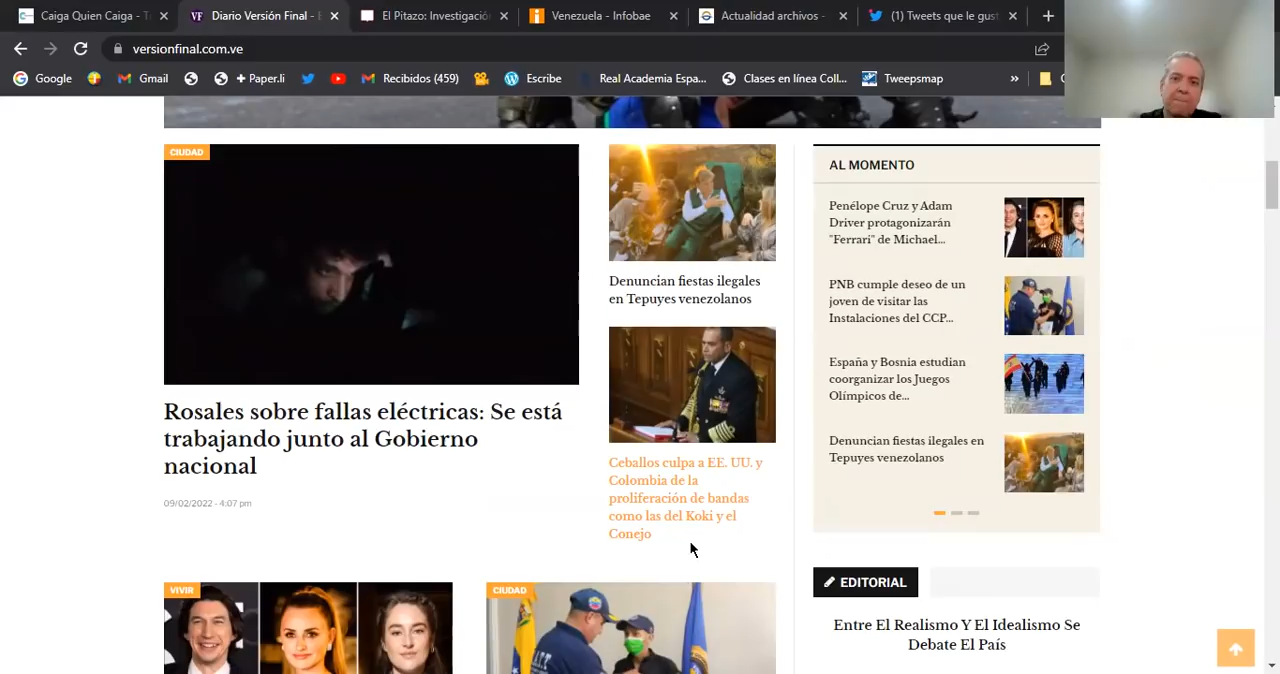 Caiga Quien Caiga - T
Diario Versión Final - E
El Pitazo: Investigació
Venezuela - Infobae
Actualidad archivos -
(1) Tweets que le gust
versionfinal.com.ve
Google
Gmail
+ Paper.li
Recibidos (459)
Escribe
Real Academia Espa...
Clases en línea Coll...
Tweepsmap
»
CIUDAD
Rosales sobre fallas eléctricas: Se está
trabajando junto al Gobierno
nacional
09/02/2022 - 4:07 pm
Denuncian fiestas ilegales
en Tepuyes venezolanos
Ceballos culpa a EE. UU. y
Colombia de la
proliferación de bandas
como las del Koki y el
Conejo
AL MOMENTO
Penélope Cruz y Adam
Driver protagonizarán
"Ferrari" de Michael...
PNB cumple deseo de un
joven de visitar las
Instalaciones del CCP...
España y Bosnia estudian
coorganizar los Juegos
Olímpicos de...
Denuncian fiestas ilegales en
Tepuyes venezolanos
VIVIR
CIUDAD
EDITORIAL
Entre El Realismo Y El Idealismo Se
Debate El País